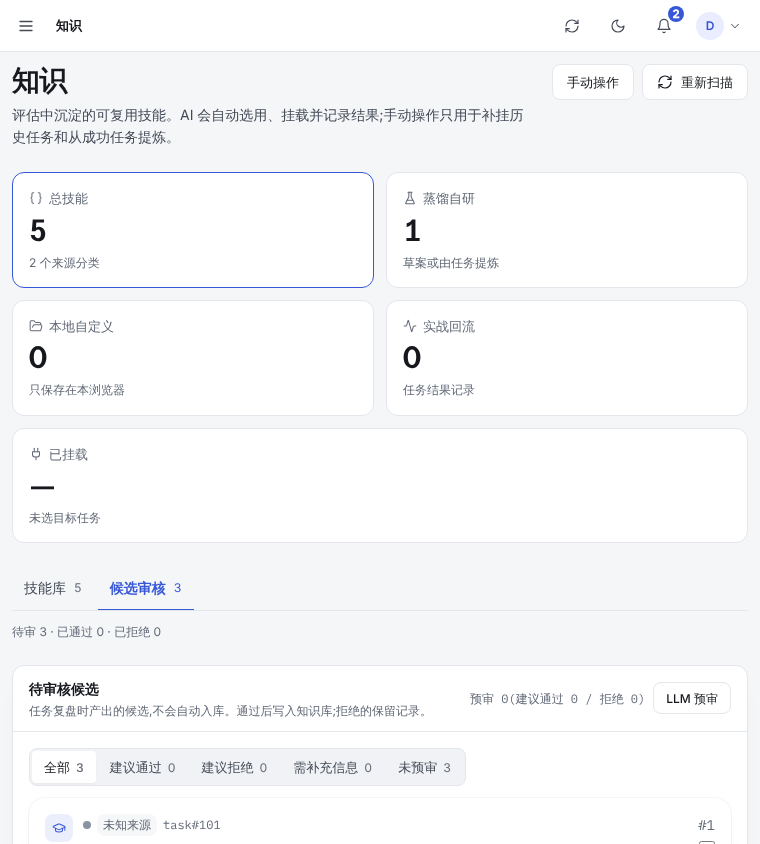 知识
2
D
知识
手动操作
重新扫描
评估中沉淀的可复用技能。AI 会自动选用、挂载并记录结果;手动操作只用于补挂历
史任务和从成功任务提炼。
总技能
5
2 个来源分类
蒸馏自研
1
草案或由任务提炼
本地自定义
0
只保存在本浏览器
实战回流
0
任务结果记录
已挂载
—
未选目标任务
技能库 5
候选审核 3
待审 3 · 已通过 0 · 已拒绝 0
待审核候选
任务复盘时产出的候选,不会自动入库。通过后写入知识库;拒绝的保留记录。
预审 0(建议通过 0 / 拒绝 0)
LLM 预审
全部 3
建议通过 0
建议拒绝 0
需补充信息 0
未预审 3
未知来源 task#101
#1